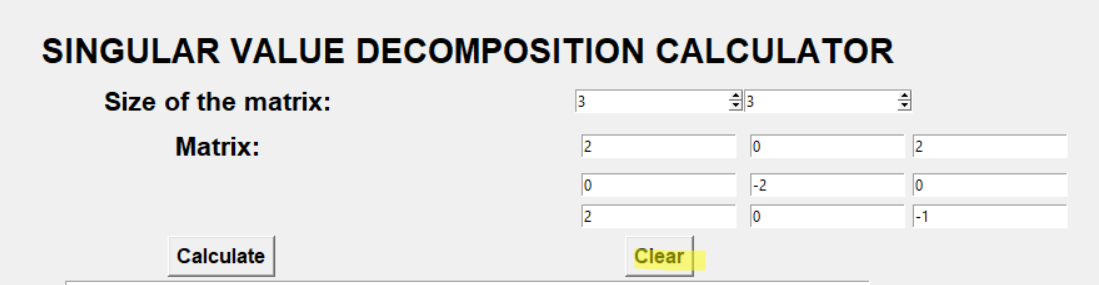 SINGULAR VALUE DECOMPOSITION CALCULATOR
Size of the matrix: 3 3
Matrix: 2 0 2
0 -2 0
2 0 -1
Calculate Clear